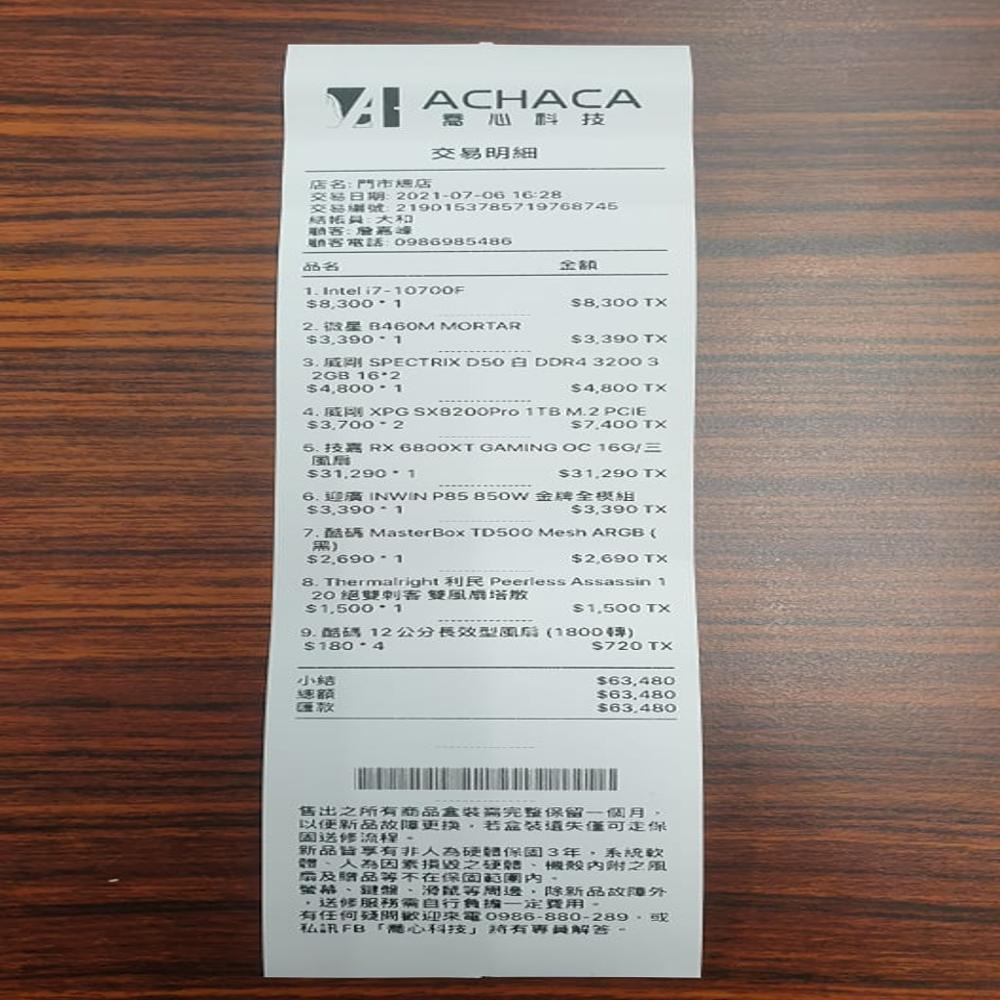 ACHACA
喬心科技
交易明細
店名: 門市總店
交易日期: 2021-07-06 16:28
交易編號: 2190153785719768745
結帳員: 大和
顧客: 詹嘉峰
顧客電話: 0986985486
品名 金額
1. Intel i7-10700F
$8,300 * 1 $8,300 TX
2. 微星 B460M MORTAR
$3,390 * 1 $3,390 TX
3. 威剛 SPECTRIX D50 白 DDR4 3200 3
2GB 16*2
$4,800 * 1 $4,800 TX
4. 威剛 XPG SX8200Pro 1TB M.2 PCIE
$3,700 * 2 $7,400 TX
5. 技嘉 RX 6800XT GAMING OC 16G/三
風扇
$31,290 * 1 $31,290 TX
6. 迎廣 INWIN P85 850W 金牌全模組
$3,390 * 1 $3,390 TX
7. 酷碼 MasterBox TD500 Mesh ARGB (
黑)
$2,690 * 1 $2,690 TX
8. Thermalright 利民 Peerless Assassin 1
20 絕雙刺客 雙風扇塔散
$1,500 * 1 $1,500 TX
9. 酷碼 12公分長效型風扇 (1800轉)
$180 * 4 $720 TX
小結 $63,480
總額 $63,480
匯款 $63,480
售出之所有商品盒裝需完整保留一個月，
以便新品故障更換，若盒裝遺失僅可走保
固送修流程。
新品皆享有非人為硬體保固3年，系統軟
體、人為因素損毀之硬體、機殼內附之風
扇及贈品等不在保固範圍內。
螢幕、鍵盤、滑鼠等周邊，除新品故障外
，送修服務需自行負擔一定費用。
有任何疑問歡迎來電0986-880-289，或
私訊FB「喬心科技」將有專員解答。